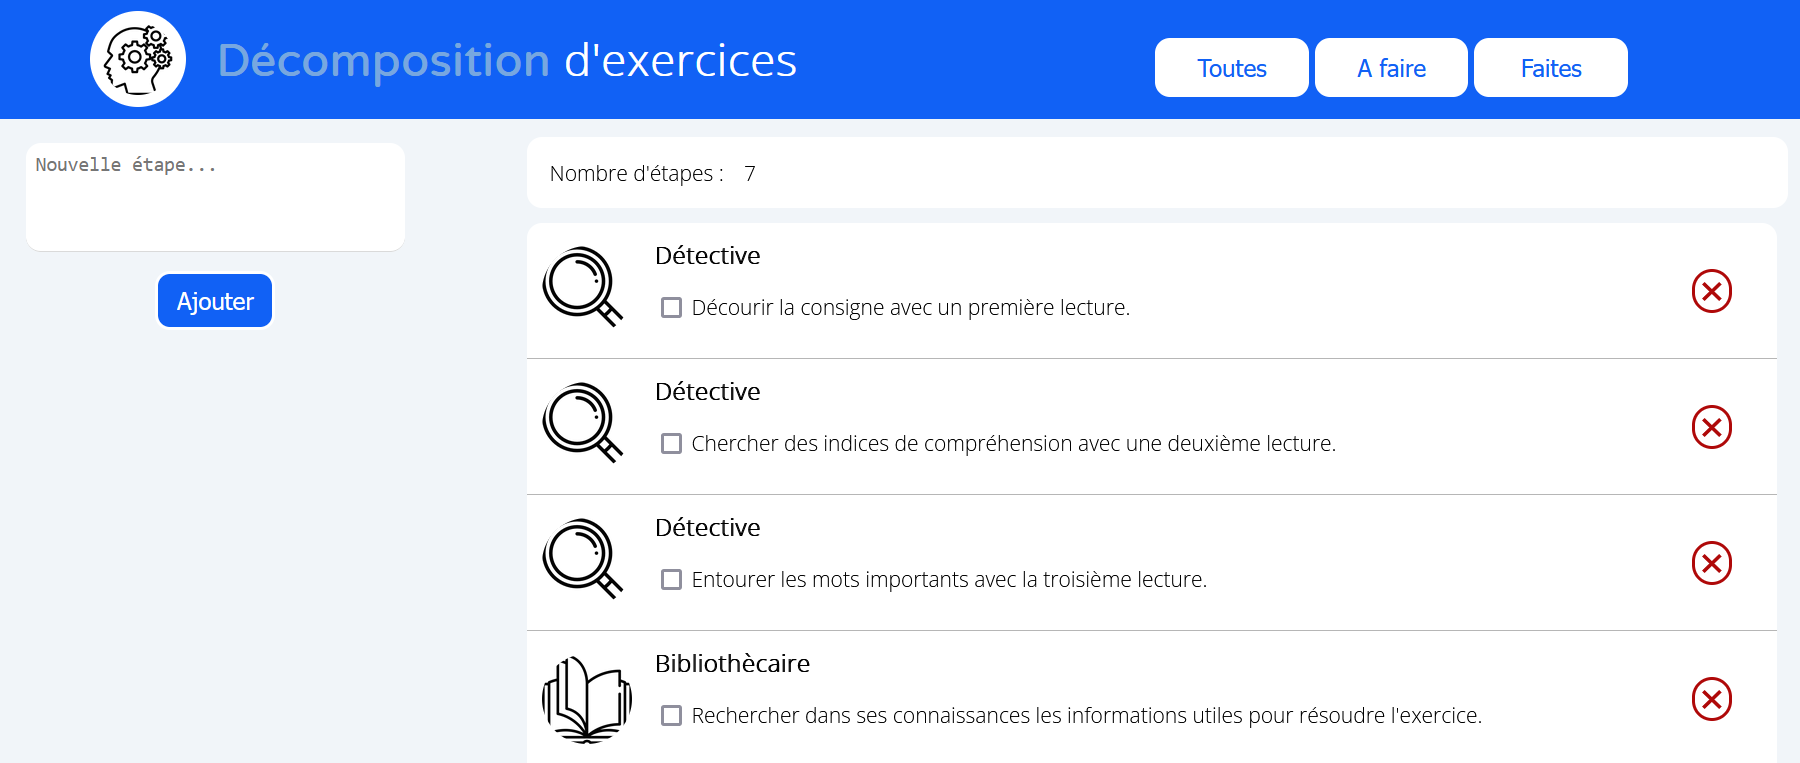 Décomposition d'exercices
Toutes
A faire
Faites
Nouvelle étape...
Ajouter
Nombre d'étapes : 7
Détective
Décourir la consigne avec un première lecture.
Détective
Chercher des indices de compréhension avec une deuxième lecture.
Détective
Entourer les mots importants avec la troisième lecture.
Bibliothècaire
Rechercher dans ses connaissances les informations utiles pour résoudre l'exercice.